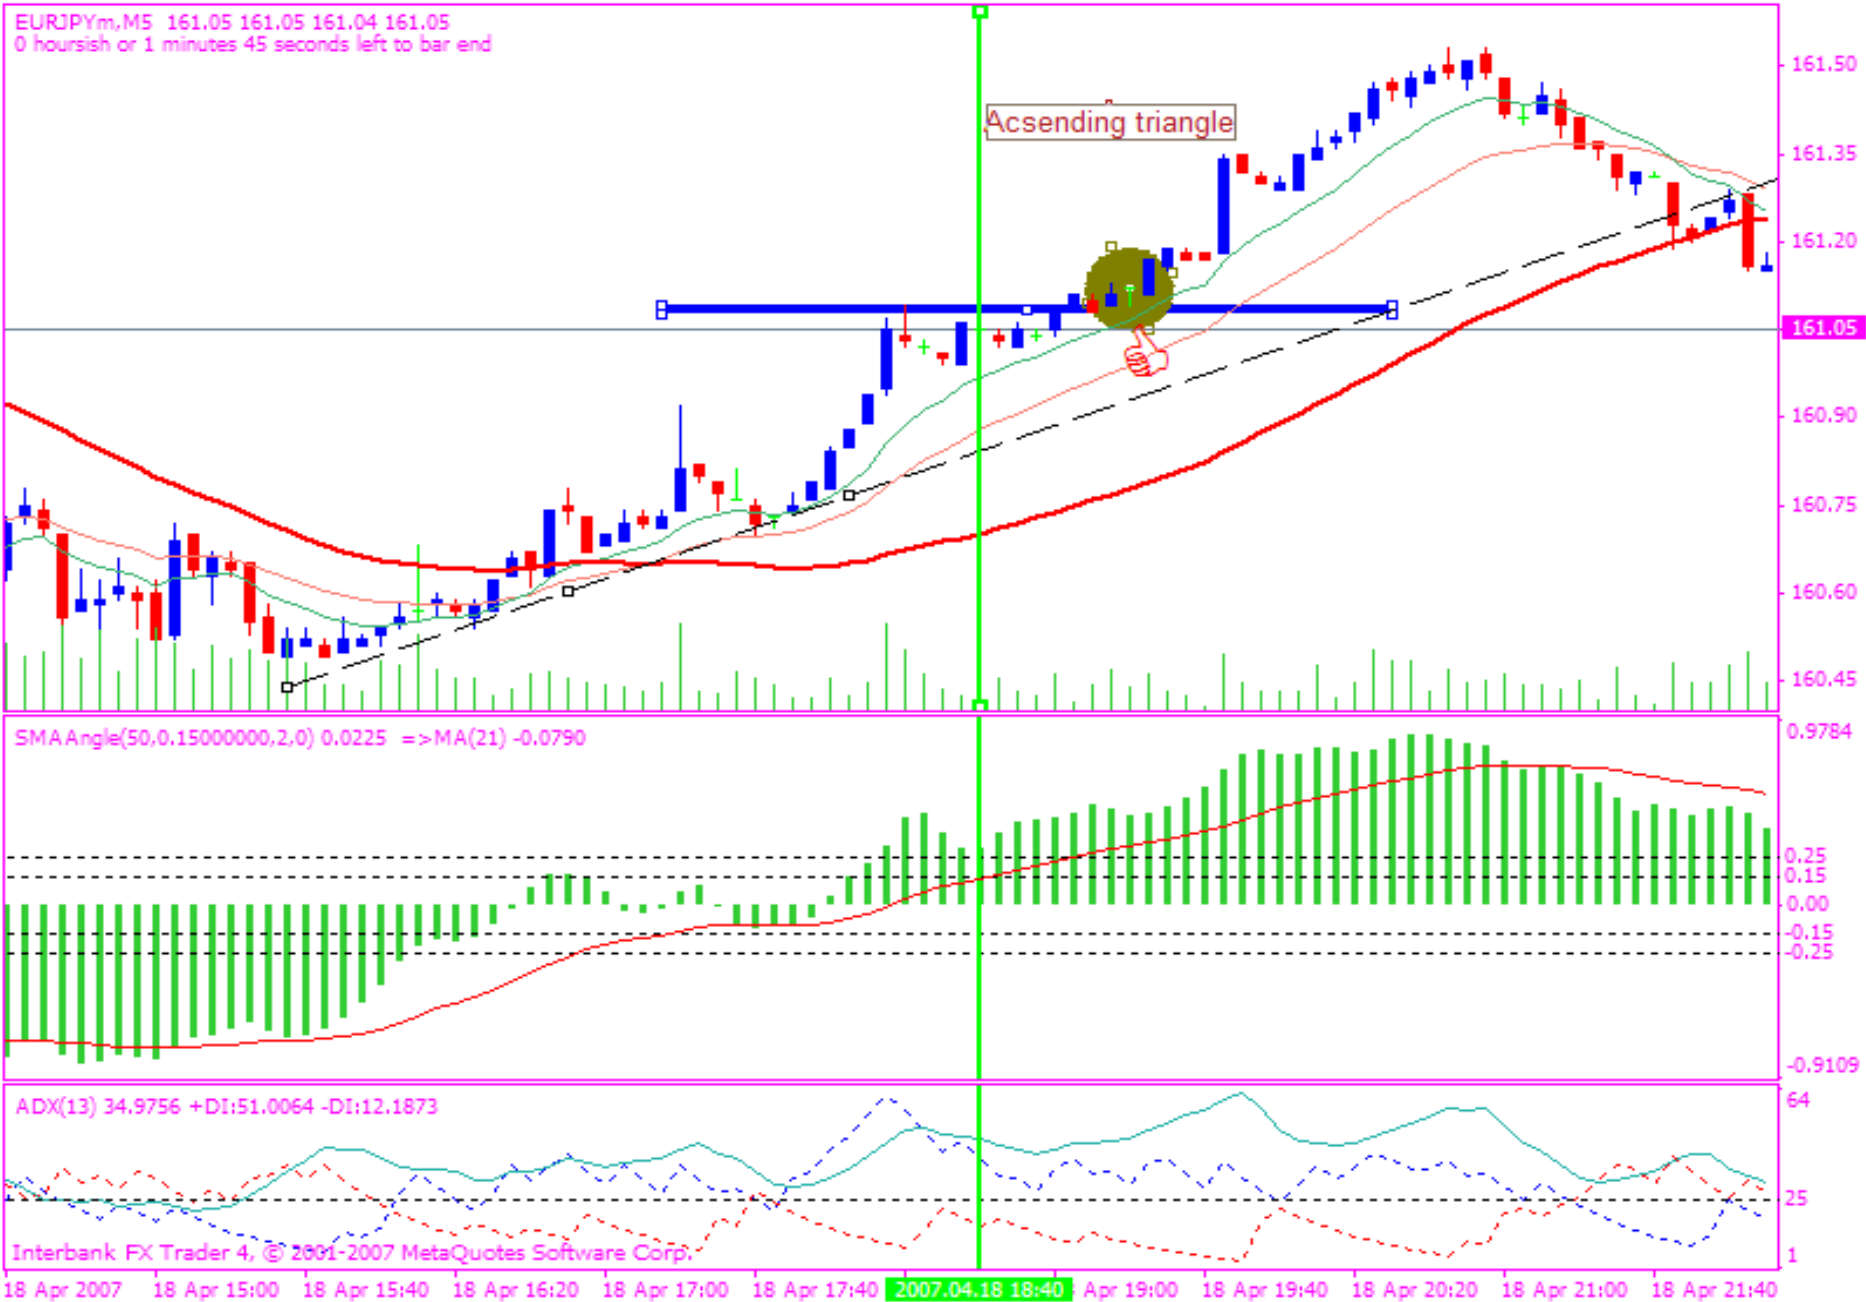 EURJPYm,M5 161.05 161.05 161.04 161.05
0 hoursish or 1 minutes 45 seconds left to bar end
Acsending triangle
161.50
161.35
161.20
161.05
160.90
160.75
160.60
160.45
SMAAngle(50,0.15000000,2,0) 0.0225 =>MA(21) -0.0790
0.9784
0.25
0.15
0.00
-0.15
-0.25
-0.9109
ADX(13) 34.9756 +DI:51.0064 -DI:12.1873
64
25
1
Interbank FX Trader 4, © 2001-2007 MetaQuotes Software Corp.
18 Apr 2007 18 Apr 15:00 18 Apr 15:40 18 Apr 16:20 18 Apr 17:00 18 Apr 17:40 2007.04.18 18:40 Apr 19:00 18 Apr 19:40 18 Apr 20:20 18 Apr 21:00 18 Apr 21:40